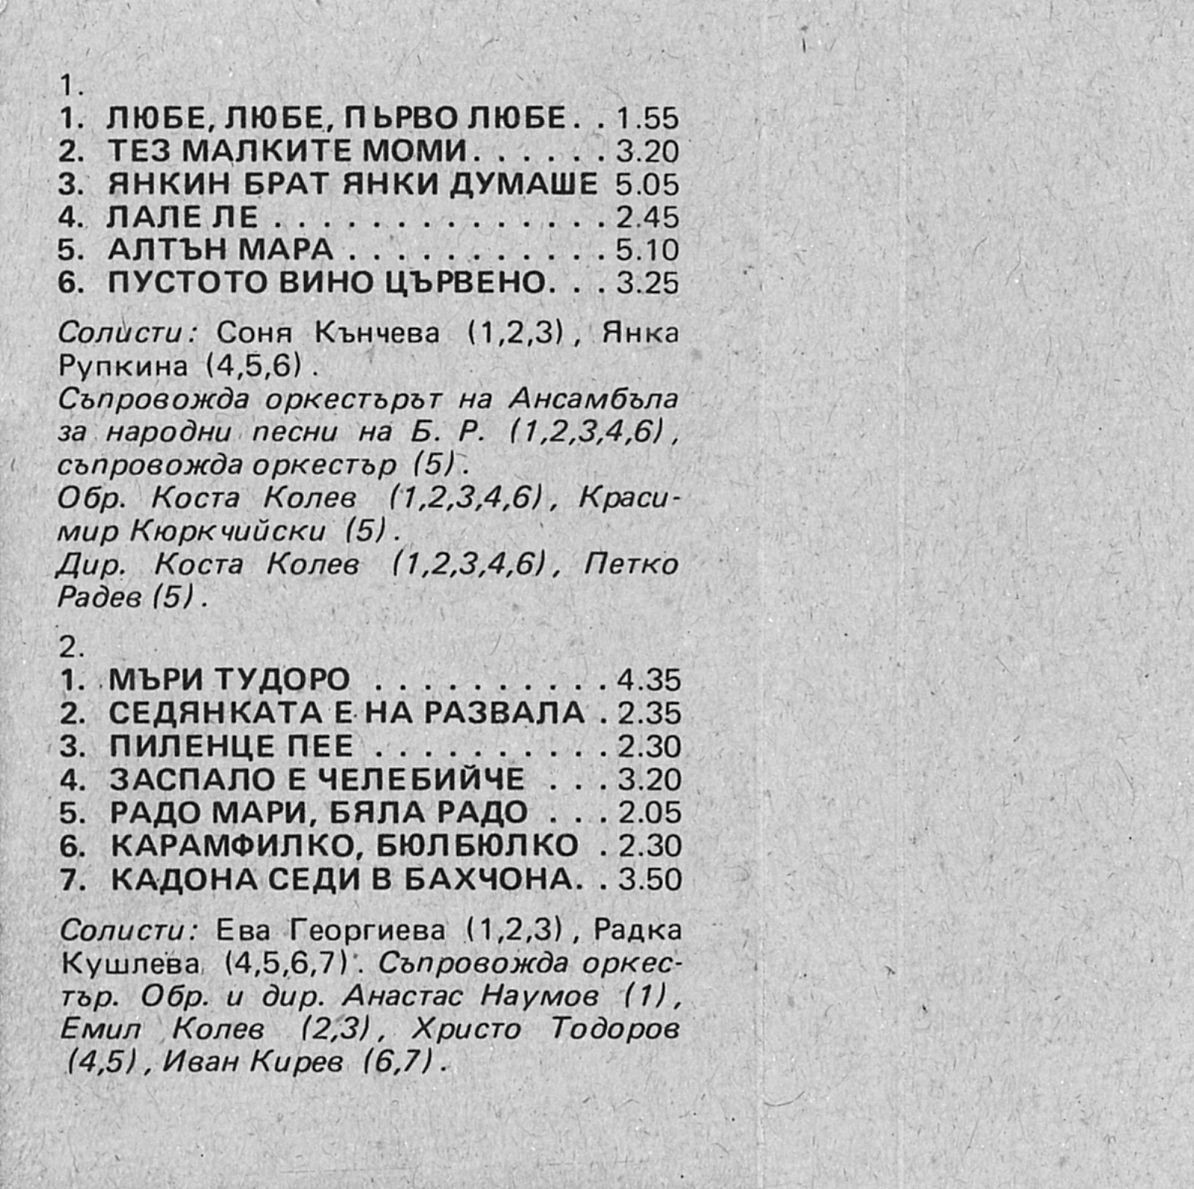 1.
1. ЛЮБЕ, ЛЮБЕ, ПЪРВО ЛЮБЕ. . 1.55
2. ТЕЗ МАЛКИТЕ МОМИ. . . . . . 3.20
3. ЯНКИН БРАТ ЯНКИ ДУМАШЕ 5.05
4. ЛАЛЕ ЛЕ . . . . . . . . . . . . . . 2.45
5. АЛТЪН МАРА . . . . . . . . . . . 5.10
6. ПУСТОТО ВИНО ЦЪРВЕНО. . . 3.25
Солисти: Соня Кънчева (1,2,3), Янка
Рупкина (4,5,6).
Съпровожда оркестърът на Ансамбъла
за народни песни на Б. Р. (1,2,3,4,6),
съпровожда оркестър (5).
Обр. Коста Колев (1,2,3,4,6), Краси-
мир Кюркчийски (5).
Дир. Коста Колев (1,2,3,4,6), Петко
Радев (5).
2.
1. МЪРИ ТУДОРО . . . . . . . . . . 4.35
2. СЕДЯНКАТА Е НА РАЗВАЛА . 2.35
3. ПИЛЕНЦЕ ПЕЕ . . . . . . . . . . 2.30
4. ЗАСПАЛО Е ЧЕЛЕБИЙЧЕ . . . 3.20
5. РАДО МАРИ, БЯЛА РАДО . . . 2.05
6. КАРАМФИЛКО, БЮЛБЮЛКО . 2.30
7. КАДОНА СЕДИ В БАХЧОНА. . 3.50
Солисти: Ева Георгиева (1,2,3), Радка
Кушлева (4,5,6,7). Съпровожда оркес-
тър. Обр. и дир. Анастас Наумов (1),
Емил Колев (2,3), Христо Тодоров
(4,5), Иван Кирев (6,7).